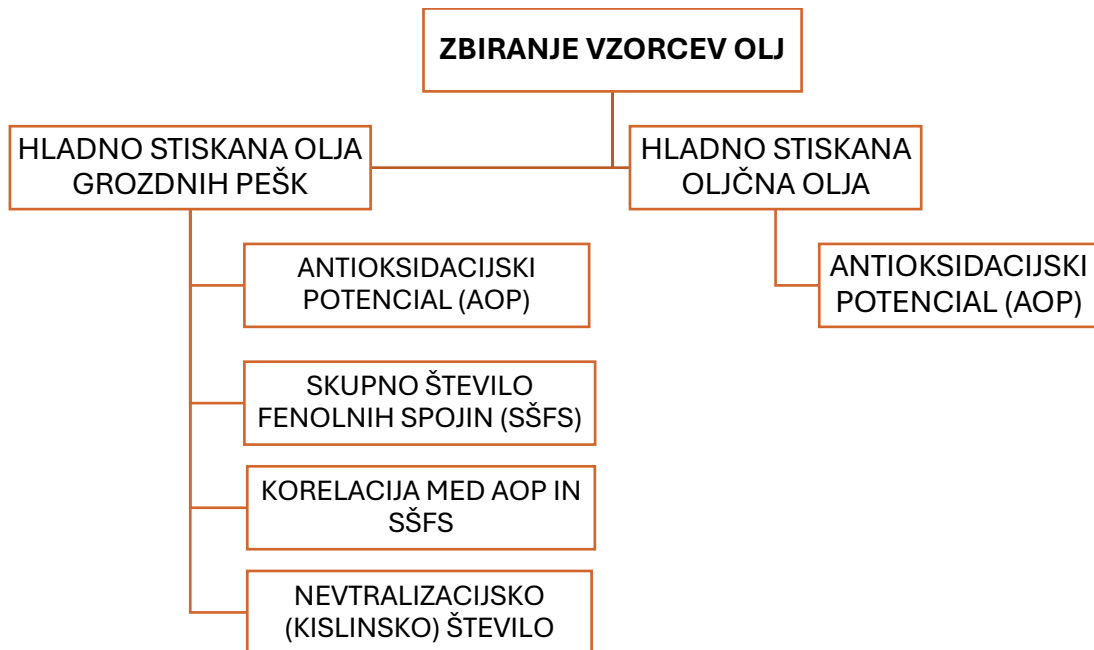 ZBIRANJE VZORCEV OLJ
HLADNO STISKANA OLJA
GROZDNIH PEŠK
HLADNO STISKANA
OLJČNA OLJA
ANTIOKSIDACIJSKI
POTENCIAL (AOP)
ANTIOKSIDACIJSKI
POTENCIAL (AOP)
SKUPNO ŠTEVILO
FENOLNIH SPOJIN (SŠFS)
KORELACIJA MED AOP IN
SŠFS
NEVTRALIZACIJSKO
(KISLINSKO) ŠTEVILO